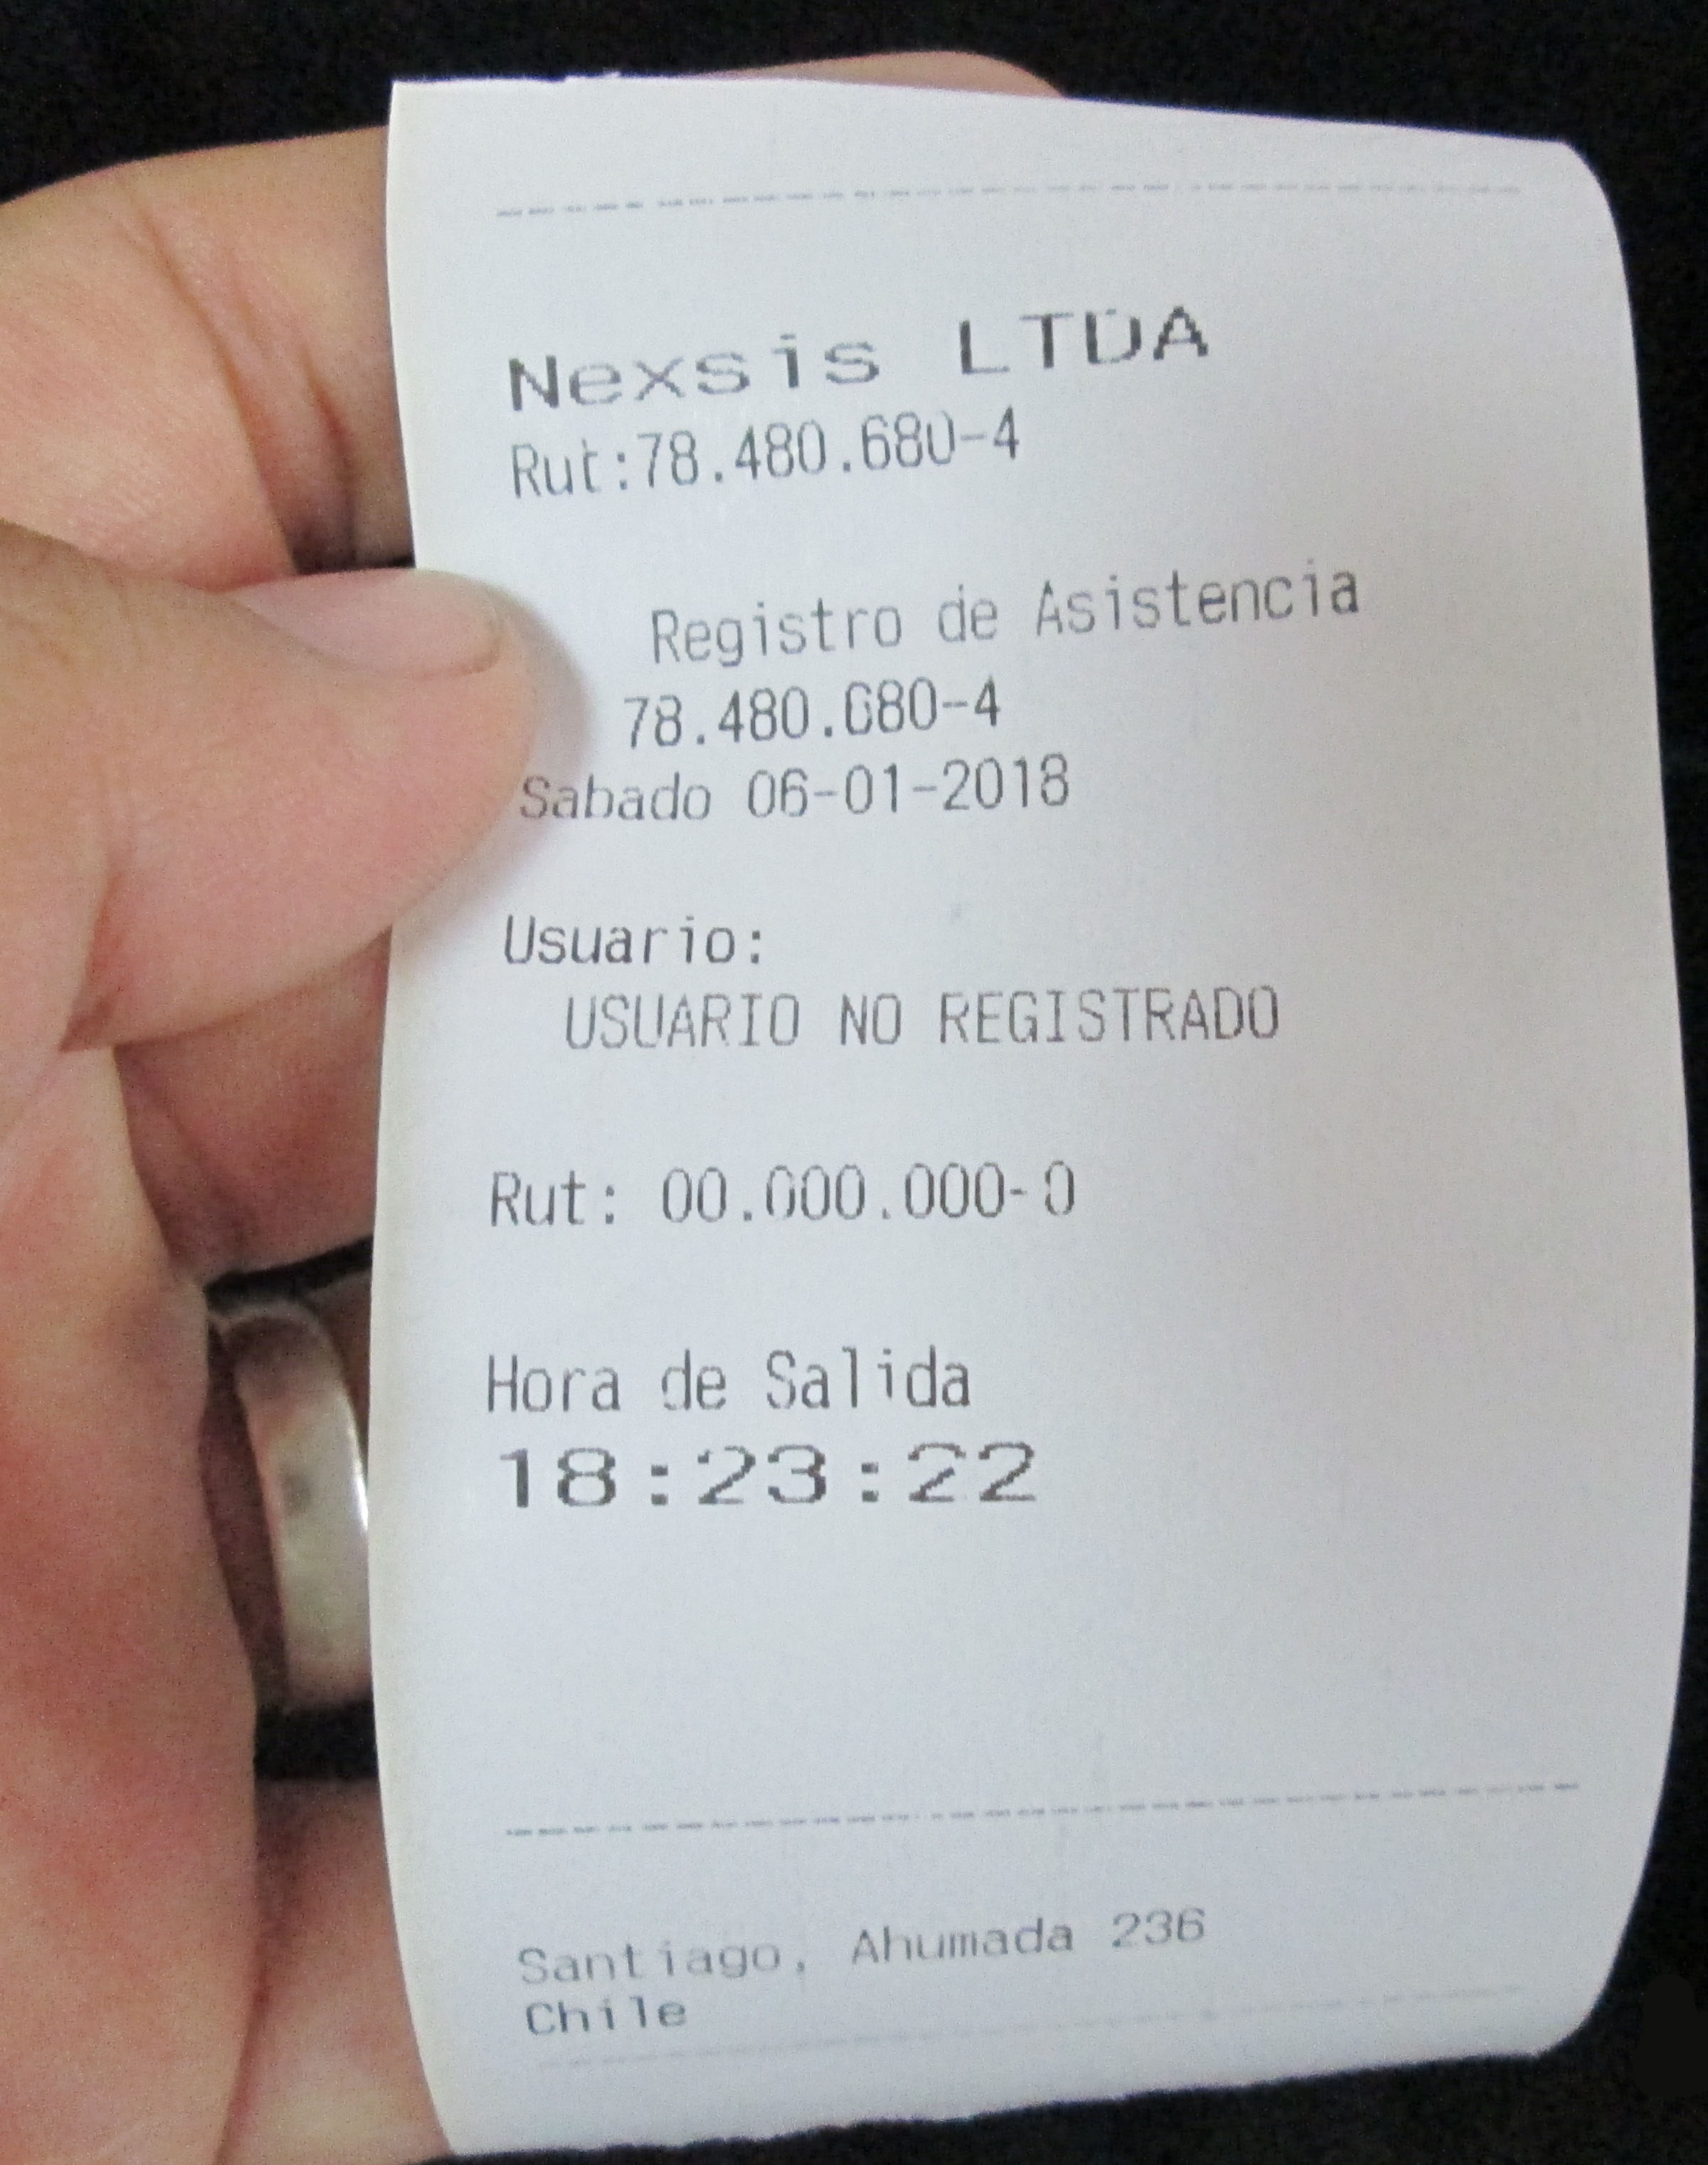 Nexsis LTDA
Rut:78.480.680-4
Registro de Asistencia
78.480.680-4
Sabado 06-01-2018
Usuario:
USUARIO NO REGISTRADO
Rut: 00.000.000-0
Hora de Salida
18:23:22
Santiago, Ahumada 236
Chile